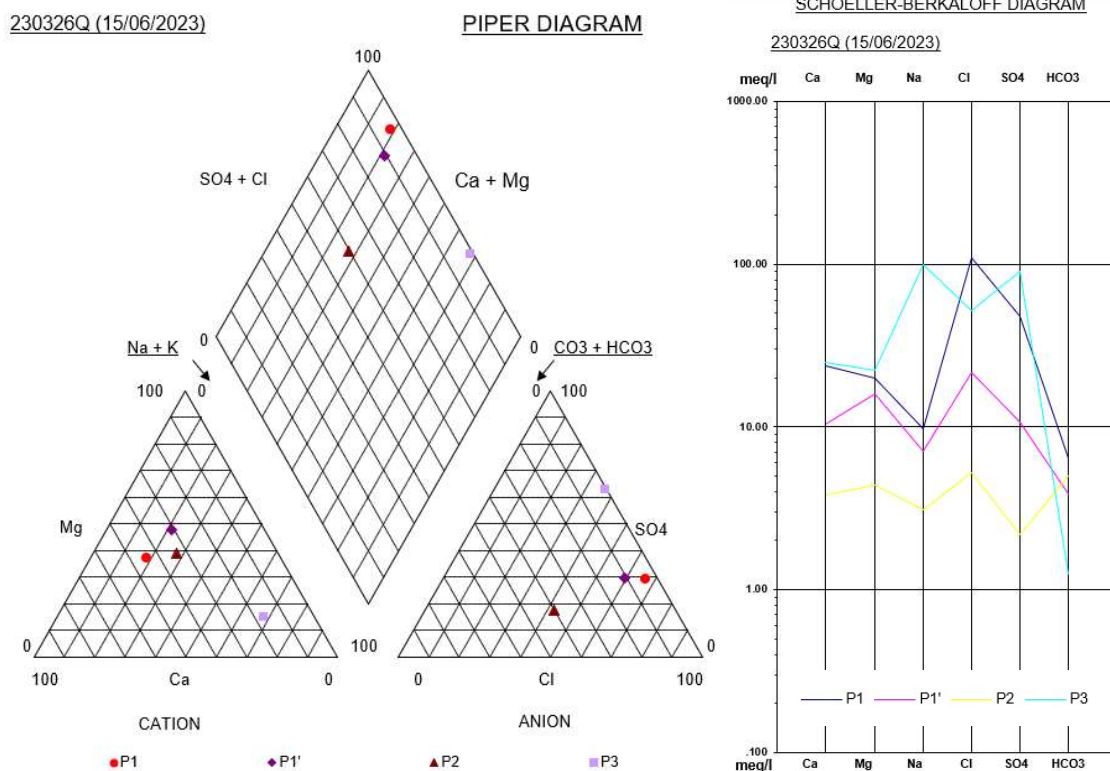 230326Q (15/06/2023)
PIPER DIAGRAM
100
SO4 + Cl
Ca + Mg
0
0
Na + K
CO3 + HCO3
100
0
0
100
Mg
SO4
0
100
0
100
Ca
0
0
Cl
100
CATION
ANION
P1
P1'
P2
P3
SCHOELLER-BERKALOFF DIAGRAM
230326Q (15/06/2023)
meq/l Ca Mg Na Cl SO4 HCO3
1000.00
100.00
10.00
1.00
P1 P1' P2 P3
.100
meq/l Ca Mg Na Cl SO4 HCO3